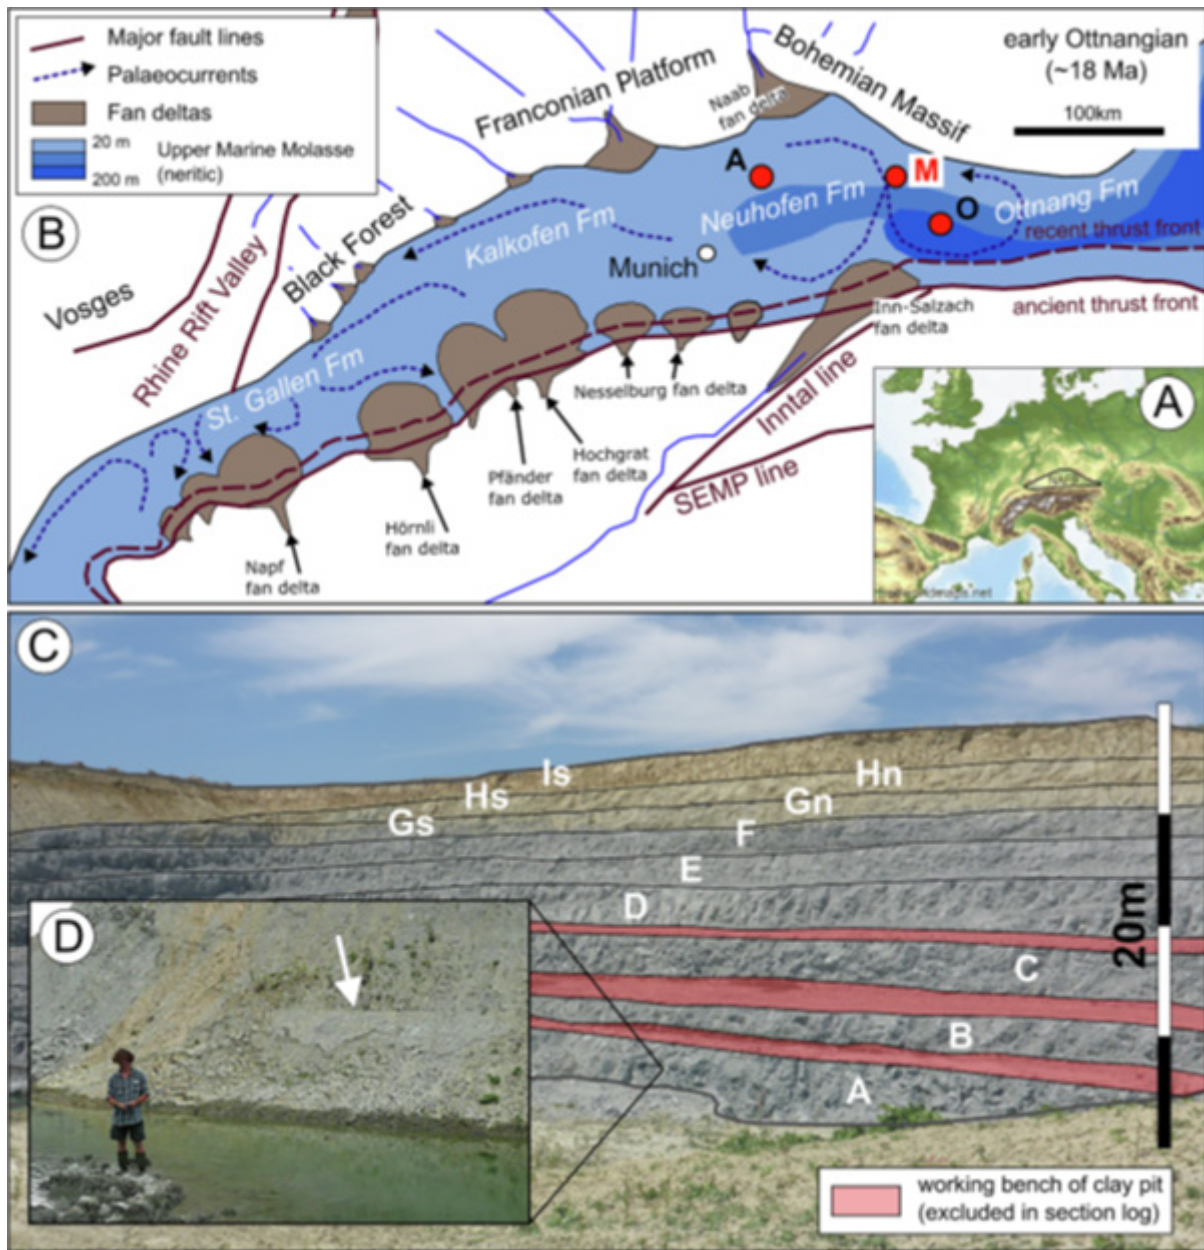 Major fault lines
Palaeocurrents
Fan deltas
20 m
Upper Marine Molasse
200 m
(neritic)
B
Franconian Platform
Naab
fan delta
Bohemian Massif
early Ottnangian
(~18 Ma)
100km
A
M
O
Neuhofen Fm
Ottnang Fm
recent thrust front
ancient thrust front
Kalkofen Fm
Munich
Black Forest
Rhine Rift Valley
Vosges
St. Gallen Fm
Inn-Salzach
fan delta
Nesselburg fan delta
Inntal line
SEMP line
Hochgrat
fan delta
Pfänder
fan delta
Hörnli
fan delta
Napf
fan delta
A
C
Is
Hs
Gs
Hn
Gn
F
E
D
C
B
A
20m
D
working bench of clay pit
(excluded in section log)